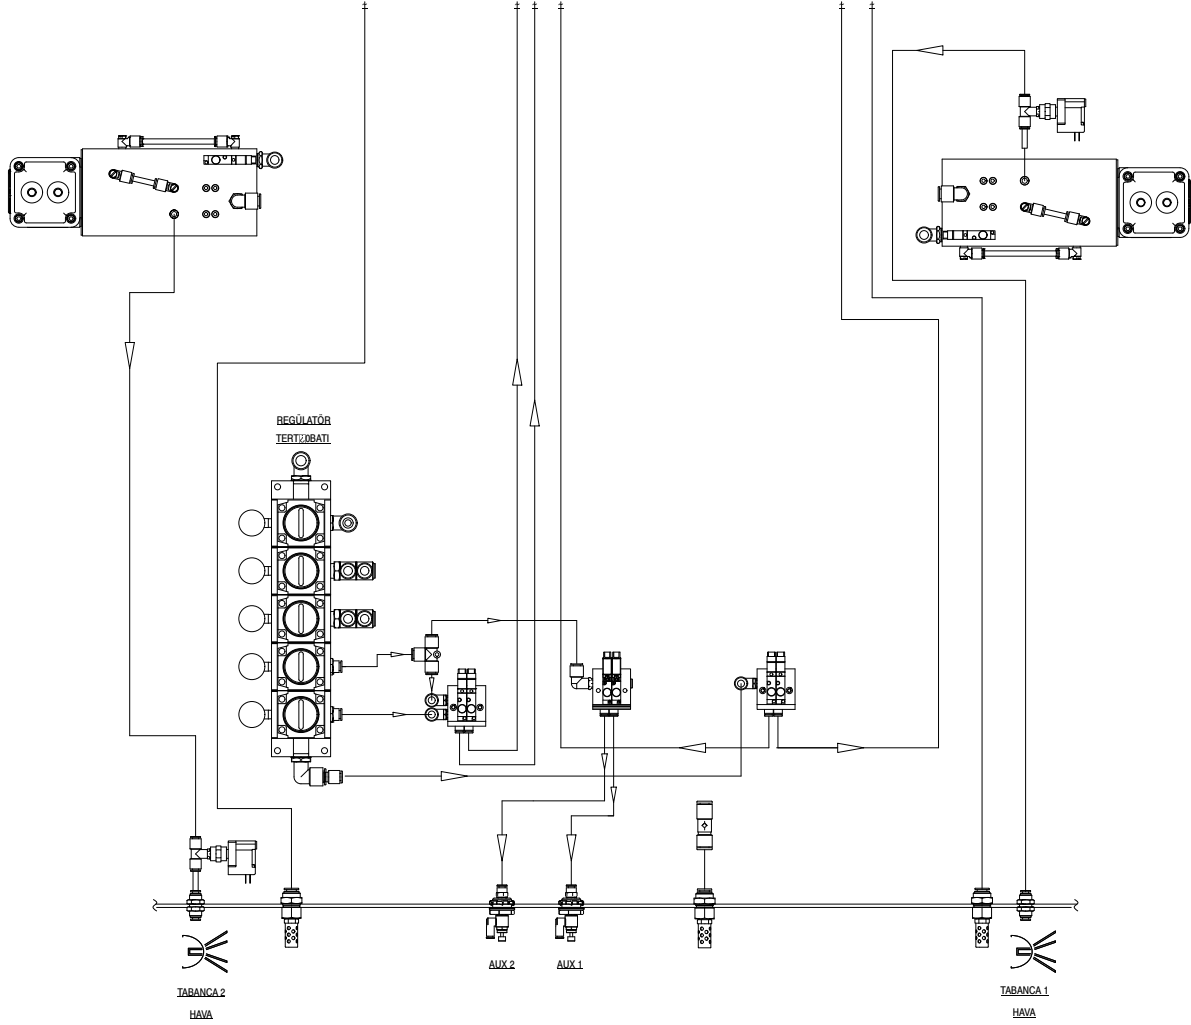 REGÜLATÖR
AUX 2
AUX 1
TABANCA 2
HAVA
TABANCA 1
HAVA